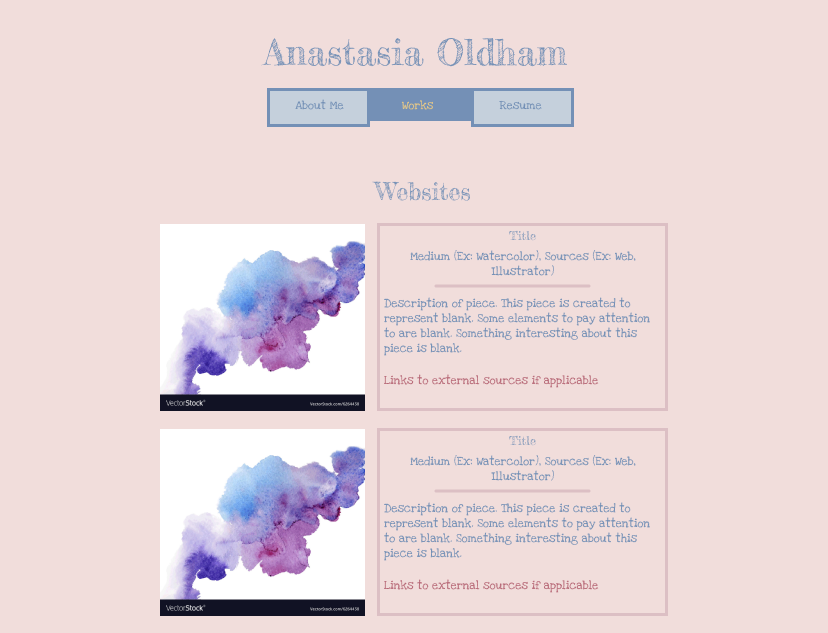 Anastasia Oldham
About Me
Works
Resume
Websites
VectorStock®
VectorStock.com/6264458
Title
Medium (Ex: Watercolor), Sources (Ex: Web,
Illustrator)
Description of piece. This piece is created to
represent blank. Some elements to pay attention
to are blank. Something interesting about this
piece is blank.
Links to external sources if applicable
VectorStock®
VectorStock.com/6264458
Title
Medium (Ex: Watercolor), Sources (Ex: Web,
Illustrator)
Description of piece. This piece is created to
represent blank. Some elements to pay attention
to are blank. Something interesting about this
piece is blank.
Links to external sources if applicable